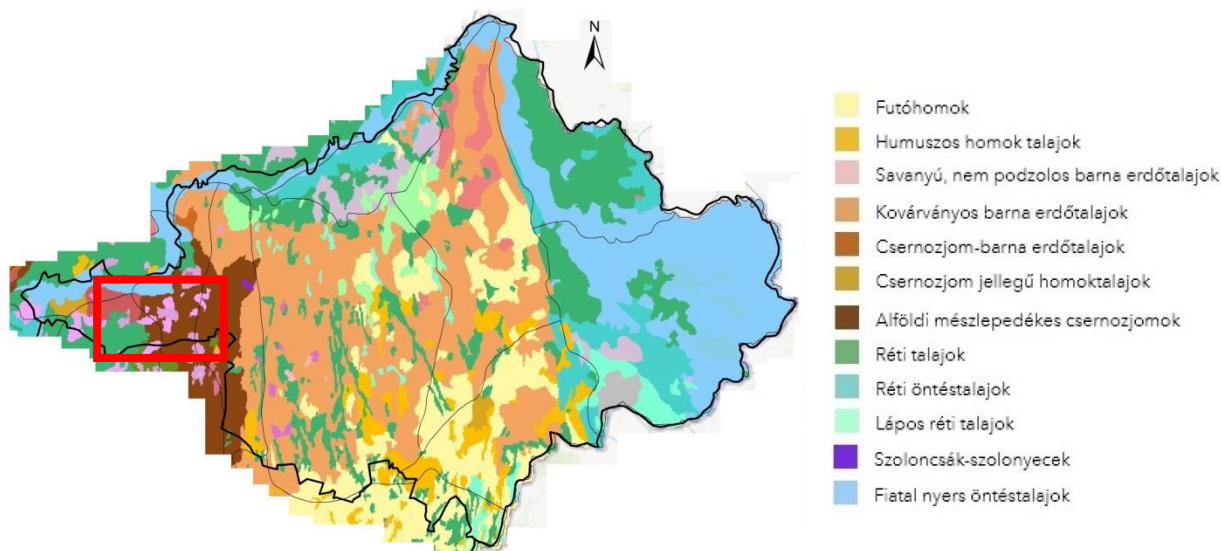 N
Futóhomok
Humuszos homok talajok
Savanyú, nem podzolos barna erdőtalajok
Kovárványos barna erdőtalajok
Csernozjom-barna erdőtalajok
Csernozjom jellegű homoktalajok
Alföldi mészlepedékes csernozjomok
Réti talajok
Réti öntéstalajok
Lápos réti talajok
Szoloncsák-szolonyecek
Fiatal nyers öntéstalajok